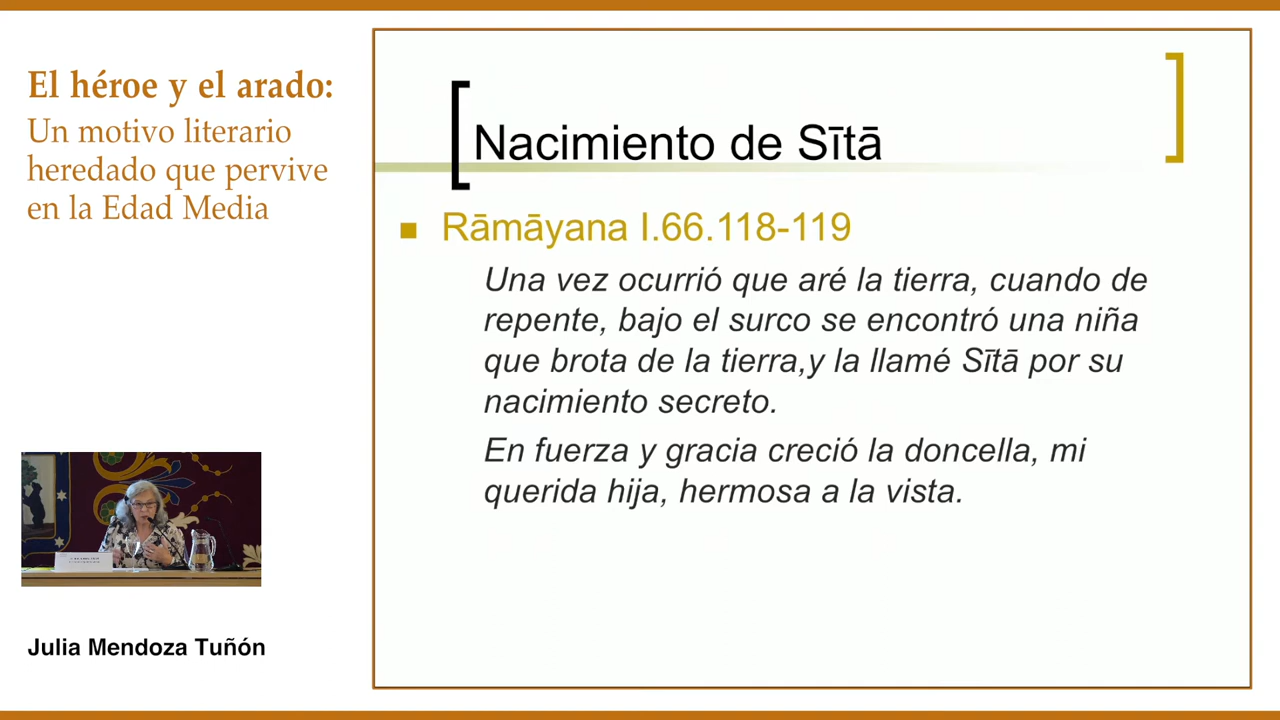 El héroe y el arado:
Un motivo literario
heredado que pervive
en la Edad Media
Nacimiento de Sītā
Rāmāyana I.66.118-119
Una vez ocurrió que aré la tierra, cuando de
repente, bajo el surco se encontró una niña
que brota de la tierra,y la llamé Sītā por su
nacimiento secreto.
En fuerza y gracia creció la doncella, mi
querida hija, hermosa a la vista.
Julia Mendoza Tuñón